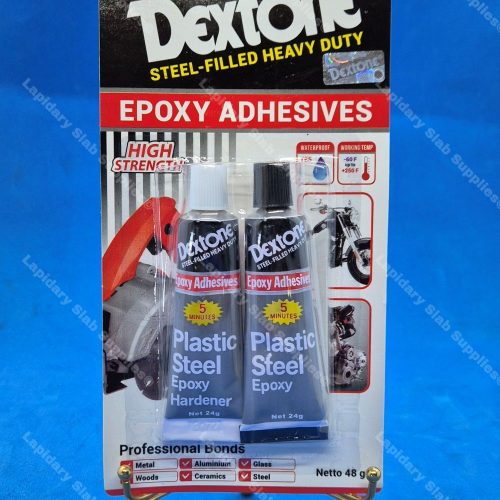 DEXTONE
STEEL-FILLED HEAVY DUTY
DEXTONE
EPOXY ADHESIVES
HIGH
STRENGTH
WATERPROOF
WORKING TEMP
-60 F
up to
+250 F
Dextone
STEEL-FILLED HEAVY DUTY
Epoxy Adhesives
5
MINUTES
Plastic
Steel
Epoxy
Hardener
Net 24g
Dextone
STEEL-FILLED HEAVY DUTY
Epoxy Adhesives
5
MINUTES
Plastic
Steel
Epoxy
Net 24g
Professional Bonds
Metal Aluminium Glass
Woods Ceramics Steel
Netto 48 g
Lapidary Slab Supplies